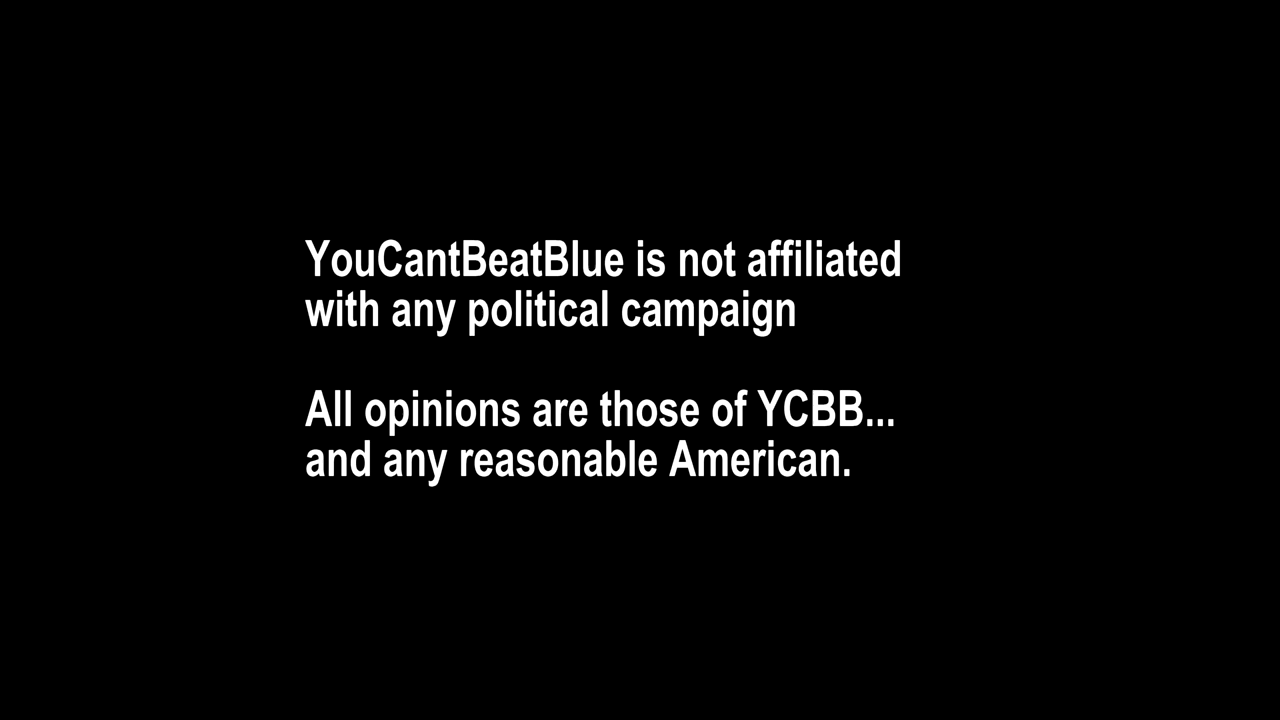 YouCantBeatBlue is not affiliated
with any political campaign
All opinions are those of YCBB...
and any reasonable American.